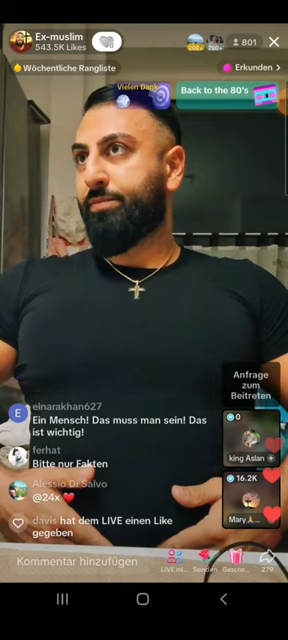 Ex-muslim
543.5K Likes
801
Wöchentliche Rangliste
Erkunden
Vielen Dank
Back to the 80's
Anfrage
zum
Beitreten
elnarakhan627
E
Ein Mensch! Das muss man sein! Das
ist wichtig!
0
king Aslan
ferhat
Bitte nur Fakten
Alessio Di Salvo
@24x ❤️
16.2K
Mary
davis hat dem LIVE einen Like
gegeben
Kommentar hinzufügen
LIVE mi...
Senden
Gesche...
279